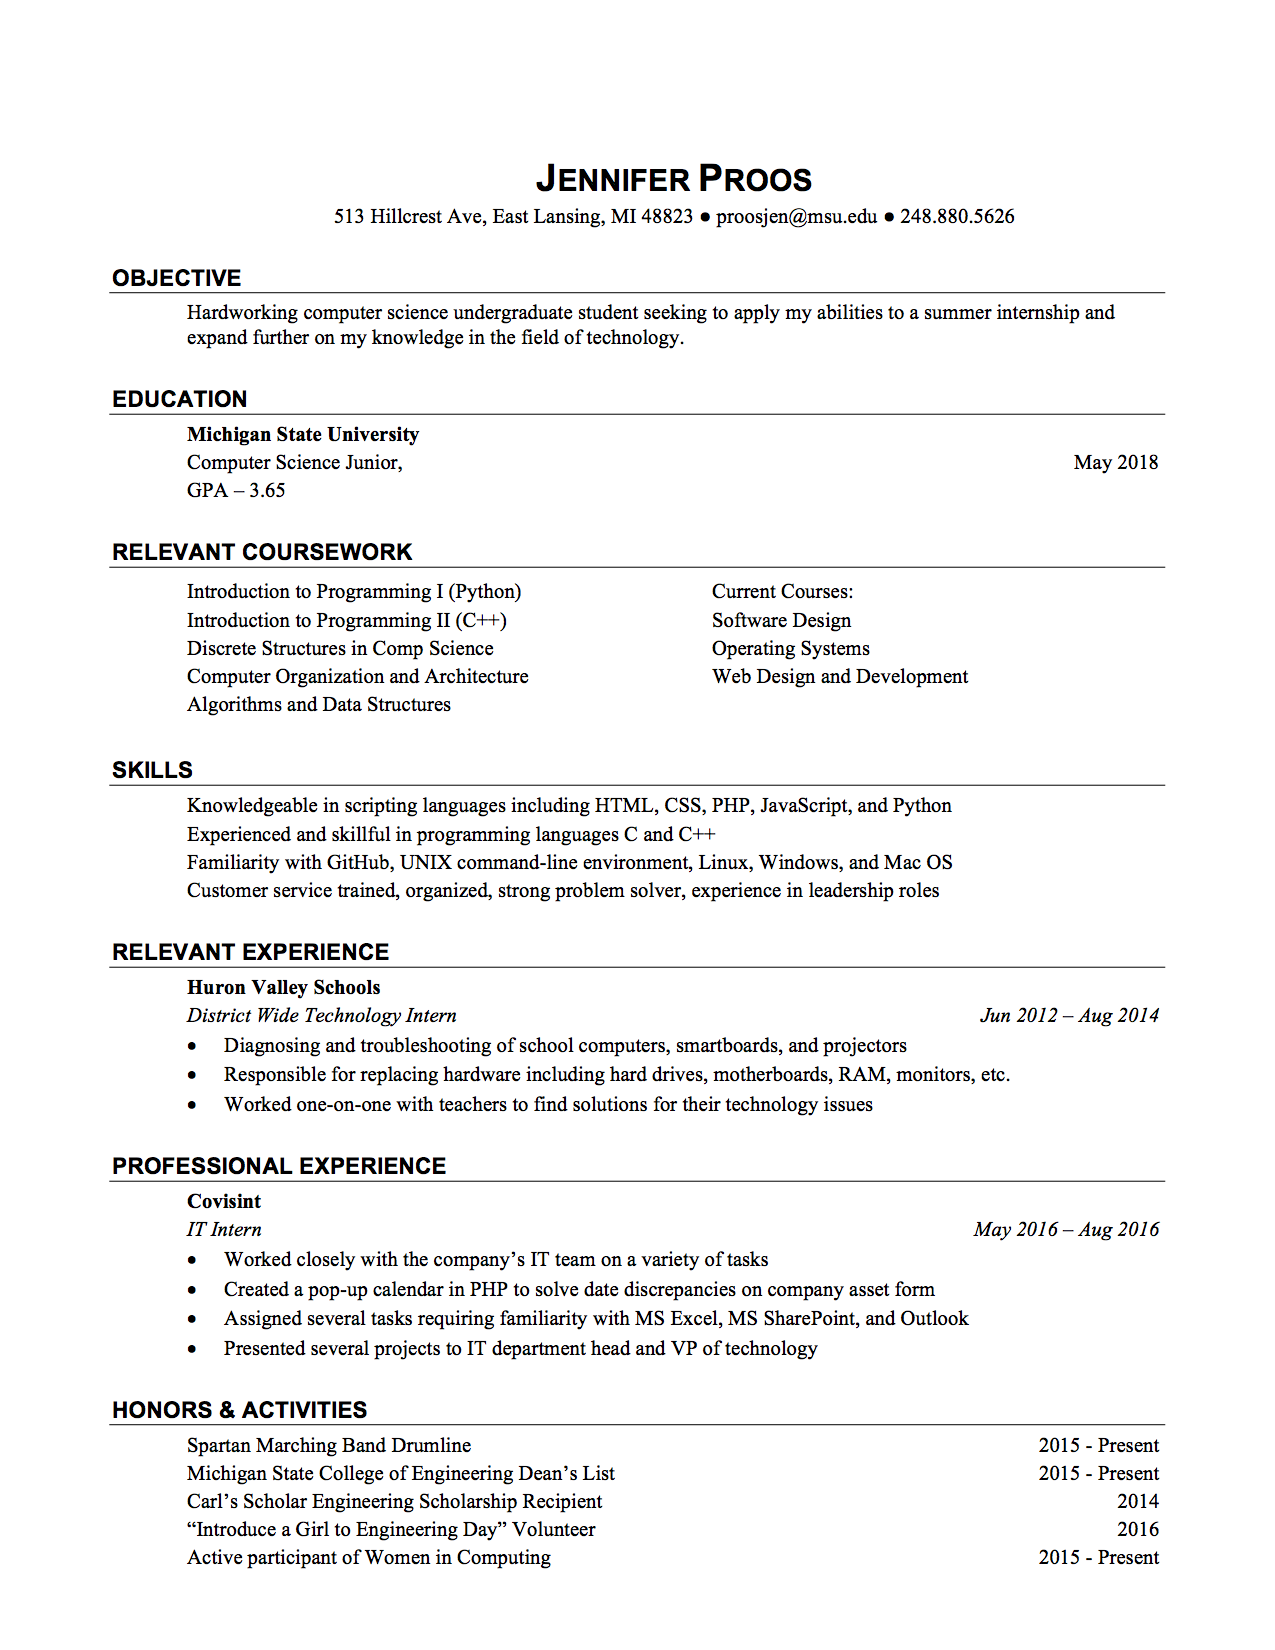 JENNIFER PROOS
513 Hillcrest Ave, East Lansing, MI 48823 ● proosjen@msu.edu ● 248.880.5626
OBJECTIVE
Hardworking computer science undergraduate student seeking to apply my abilities to a summer internship and
expand further on my knowledge in the field of technology.
EDUCATION
Michigan State University
Computer Science Junior, May 2018
GPA – 3.65
RELEVANT COURSEWORK
Introduction to Programming I (Python)
Introduction to Programming II (C++)
Discrete Structures in Comp Science
Computer Organization and Architecture
Algorithms and Data Structures
Current Courses:
Software Design
Operating Systems
Web Design and Development
SKILLS
Knowledgeable in scripting languages including HTML, CSS, PHP, JavaScript, and Python
Experienced and skillful in programming languages C and C++
Familiarity with GitHub, UNIX command-line environment, Linux, Windows, and Mac OS
Customer service trained, organized, strong problem solver, experience in leadership roles
RELEVANT EXPERIENCE
Huron Valley Schools
District Wide Technology Intern Jun 2012 – Aug 2014
• Diagnosing and troubleshooting of school computers, smartboards, and projectors
• Responsible for replacing hardware including hard drives, motherboards, RAM, monitors, etc.
• Worked one-on-one with teachers to find solutions for their technology issues
PROFESSIONAL EXPERIENCE
Covisint
IT Intern May 2016 – Aug 2016
• Worked closely with the company’s IT team on a variety of tasks
• Created a pop-up calendar in PHP to solve date discrepancies on company asset form
• Assigned several tasks requiring familiarity with MS Excel, MS SharePoint, and Outlook
• Presented several projects to IT department head and VP of technology
HONORS & ACTIVITIES
Spartan Marching Band Drumline 2015 - Present
Michigan State College of Engineering Dean’s List 2015 - Present
Carl’s Scholar Engineering Scholarship Recipient 2014
“Introduce a Girl to Engineering Day” Volunteer 2016
Active participant of Women in Computing 2015 - Present